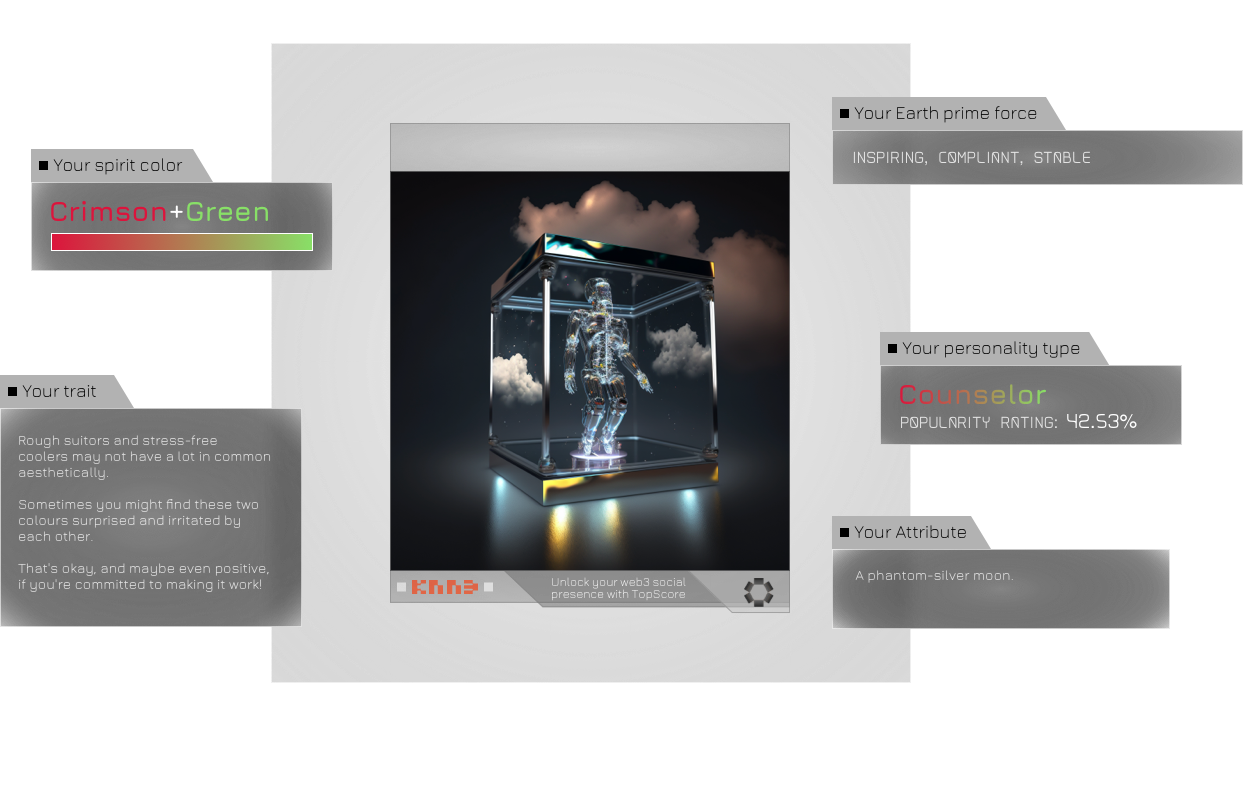 Your Earth prime force
INSPIRING, COMPLIANT, STABLE
Your spirit color
Crimson+Green
Your personality type
Counselor
POPULARITY RATING: 42.53%
Your trait
Rough suitors and stress-free
coolers may not have a lot in common
aesthetically.
Sometimes you might find these two
colours surprised and irritated by
each other.
That's okay, and maybe even positive,
if you're committed to making it work!
Your Attribute
A phantom-silver moon.
KNN3
Unlock your web3 social
presence with TopScore